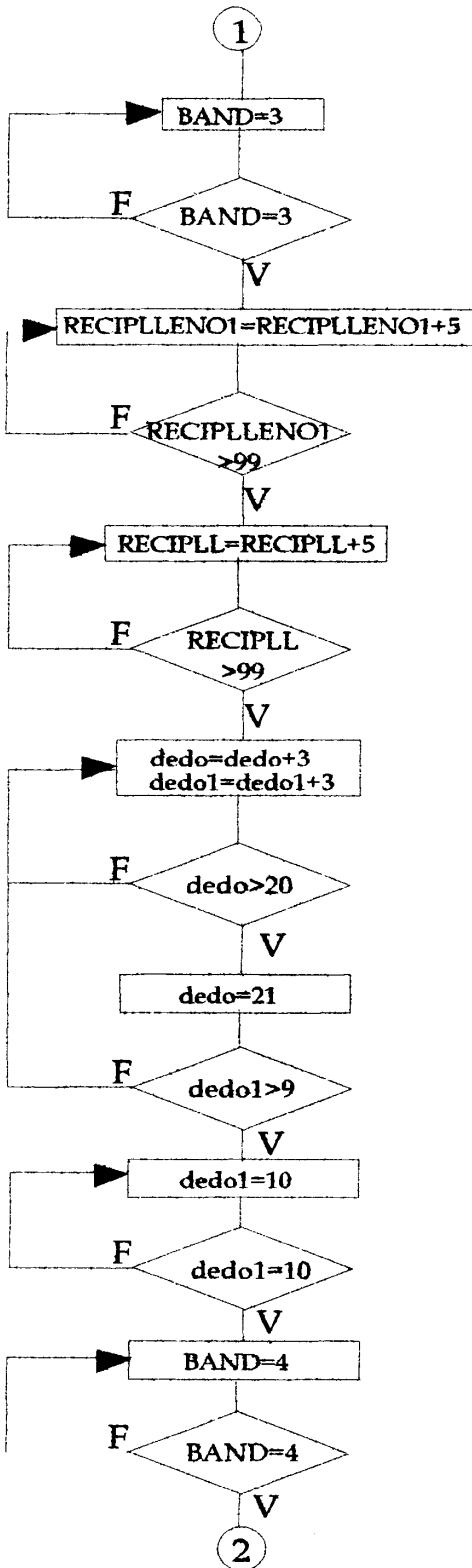 1
BAND=3
F
BAND=3
V
RECIPLLENO1=RECIPLLENO1+5
F
RECIPLLENO1
>99
V
RECIPLL=RECIPLL+5
F
RECIPLL
>99
V
dedo=dedo+3
dedo1=dedo1+3
F
dedo>20
V
dedo=21
F
dedo1>9
V
dedo1=10
F
dedo1=10
V
BAND=4
F
BAND=4
V
2